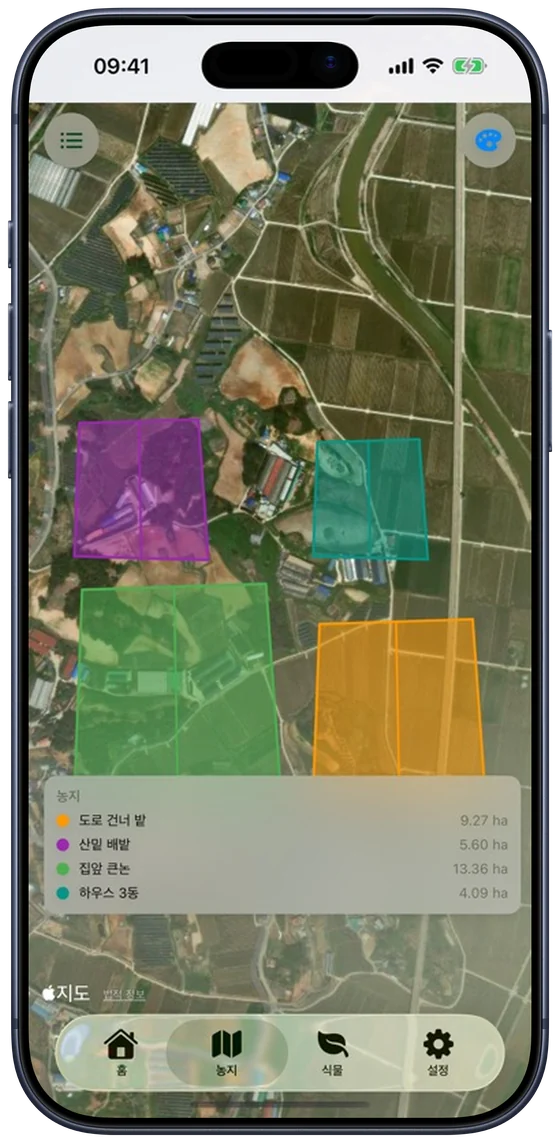 09:41
농지
도로 건너 밭 9.27 ha
산밑 배밭 5.60 ha
집앞 큰논 13.36 ha
하우스 3동 4.09 ha
지도 법적 정보
홈 농지 식물 설정